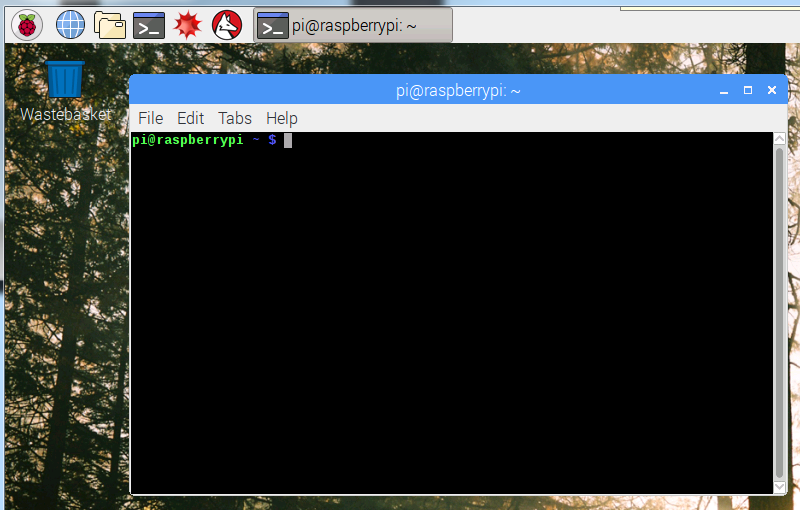 pi@raspberrypi: ~
Wastebasket
pi@raspberrypi: ~
File Edit Tabs Help
pi@raspberrypi ~ $